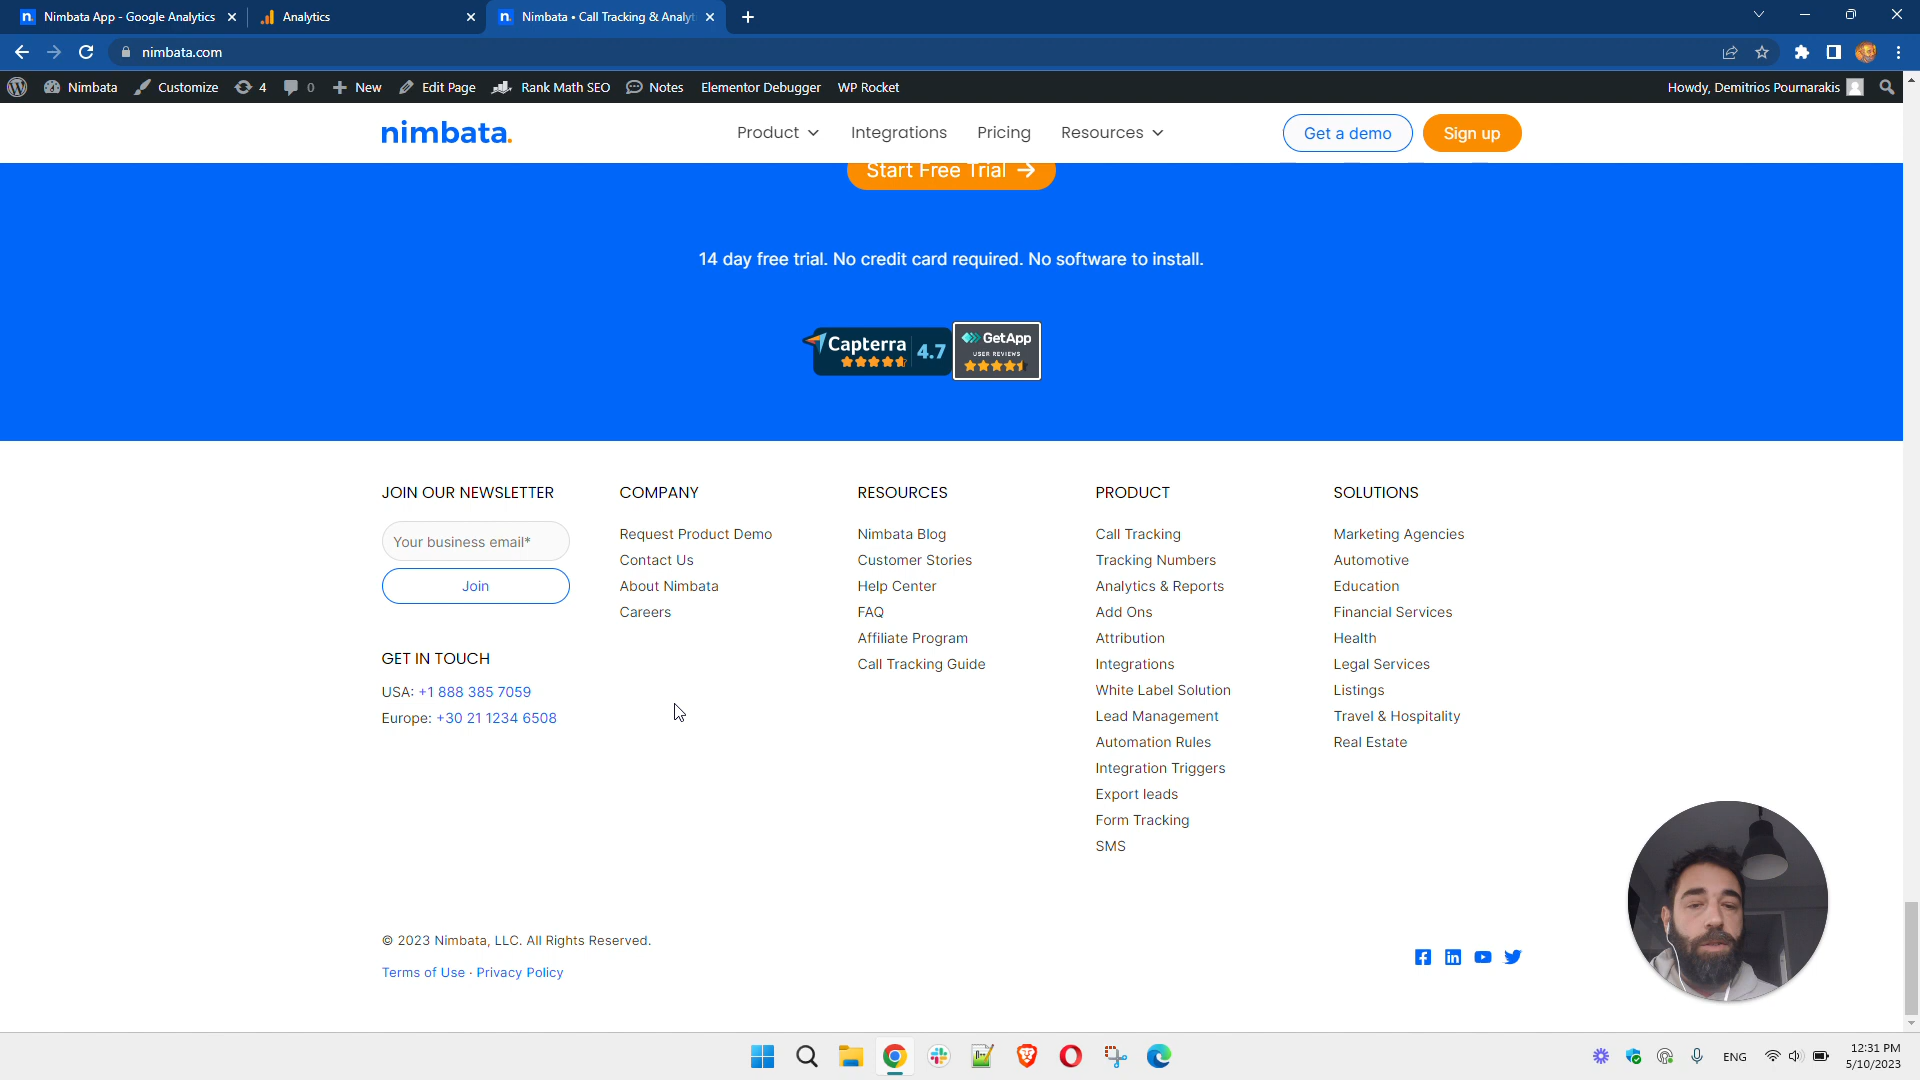 Nimbata App - Google Analytics
Analytics
Nimbata • Call Tracking & Analyt
nimbata.com
Nimbata
Customize
4
0
New
Edit Page
Rank Math SEO
Notes
Elementor Debugger
WP Rocket
Howdy, Demitrios Pournarakis
nimbata.
Product
Integrations
Pricing
Resources
Get a demo
Sign up
Start Free Trial →
14 day free trial. No credit card required. No software to install.
Capterra 4.7
GetApp
USER REVIEWS
JOIN OUR NEWSLETTER
Your business email*
Join
GET IN TOUCH
USA: +1 888 385 7059
Europe: +30 21 1234 6508
COMPANY
Request Product Demo
Contact Us
About Nimbata
Careers
RESOURCES
Nimbata Blog
Customer Stories
Help Center
FAQ
Affiliate Program
Call Tracking Guide
PRODUCT
Call Tracking
Tracking Numbers
Analytics & Reports
Add Ons
Attribution
Integrations
White Label Solution
Lead Management
Automation Rules
Integration Triggers
Export leads
Form Tracking
SMS
SOLUTIONS
Marketing Agencies
Automotive
Education
Financial Services
Health
Legal Services
Listings
Travel & Hospitality
Real Estate
© 2023 Nimbata, LLC. All Rights Reserved.
Terms of Use · Privacy Policy
ENG
12:31 PM
5/10/2023